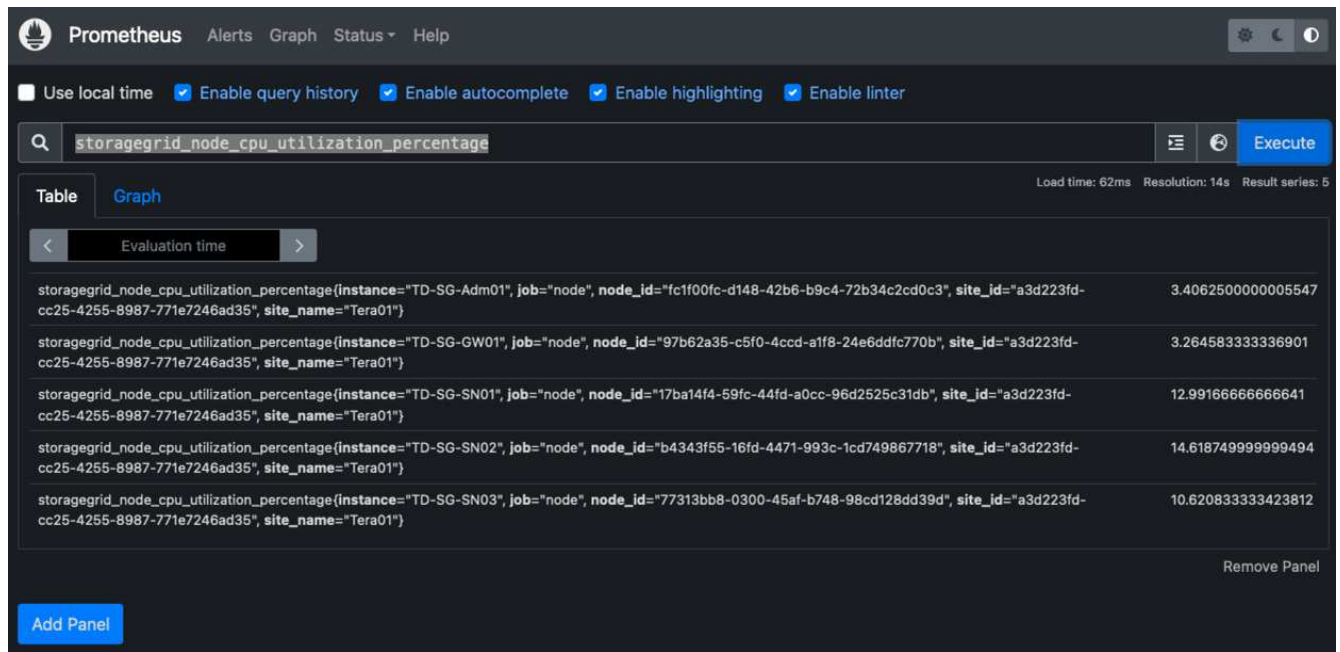 Prometheus Alerts Graph Status Help
Use local time Enable query history Enable autocomplete Enable highlighting Enable linter
storagegrid_node_cpu_utilization_percentage Execute
Load time: 62ms Resolution: 14s Result series: 5
Table Graph
Evaluation time
storagegrid_node_cpu_utilization_percentage{instance="TD-SG-Adm01", job="node", node_id="fc1f00fc-d148-42b6-b9c4-72b34c2cd0c3", site_id="a3d223fd- 3.4062500000005547
cc25-4255-8987-771e7246ad35", site_name="Tera01"}
storagegrid_node_cpu_utilization_percentage{instance="TD-SG-GW01", job="node", node_id="97b62a35-c5f0-4ccd-a1f8-24e6ddfc770b", site_id="a3d223fd- 3.264583333336901
cc25-4255-8987-771e7246ad35", site_name="Tera01"}
storagegrid_node_cpu_utilization_percentage{instance="TD-SG-SN01", job="node", node_id="17ba14f4-59fc-44fd-a0cc-96d2525c31db", site_id="a3d223fd- 12.99166666666641
cc25-4255-8987-771e7246ad35", site_name="Tera01"}
storagegrid_node_cpu_utilization_percentage{instance="TD-SG-SN02", job="node", node_id="b4343f55-16fd-4471-993c-1cd749867718", site_id="a3d223fd- 14.618749999999494
cc25-4255-8987-771e7246ad35", site_name="Tera01"}
storagegrid_node_cpu_utilization_percentage{instance="TD-SG-SN03", job="node", node_id="77313bb8-0300-45af-b748-98cd128dd39d", site_id="a3d223fd- 10.620833333423812
cc25-4255-8987-771e7246ad35", site_name="Tera01"}
Remove Panel
Add Panel